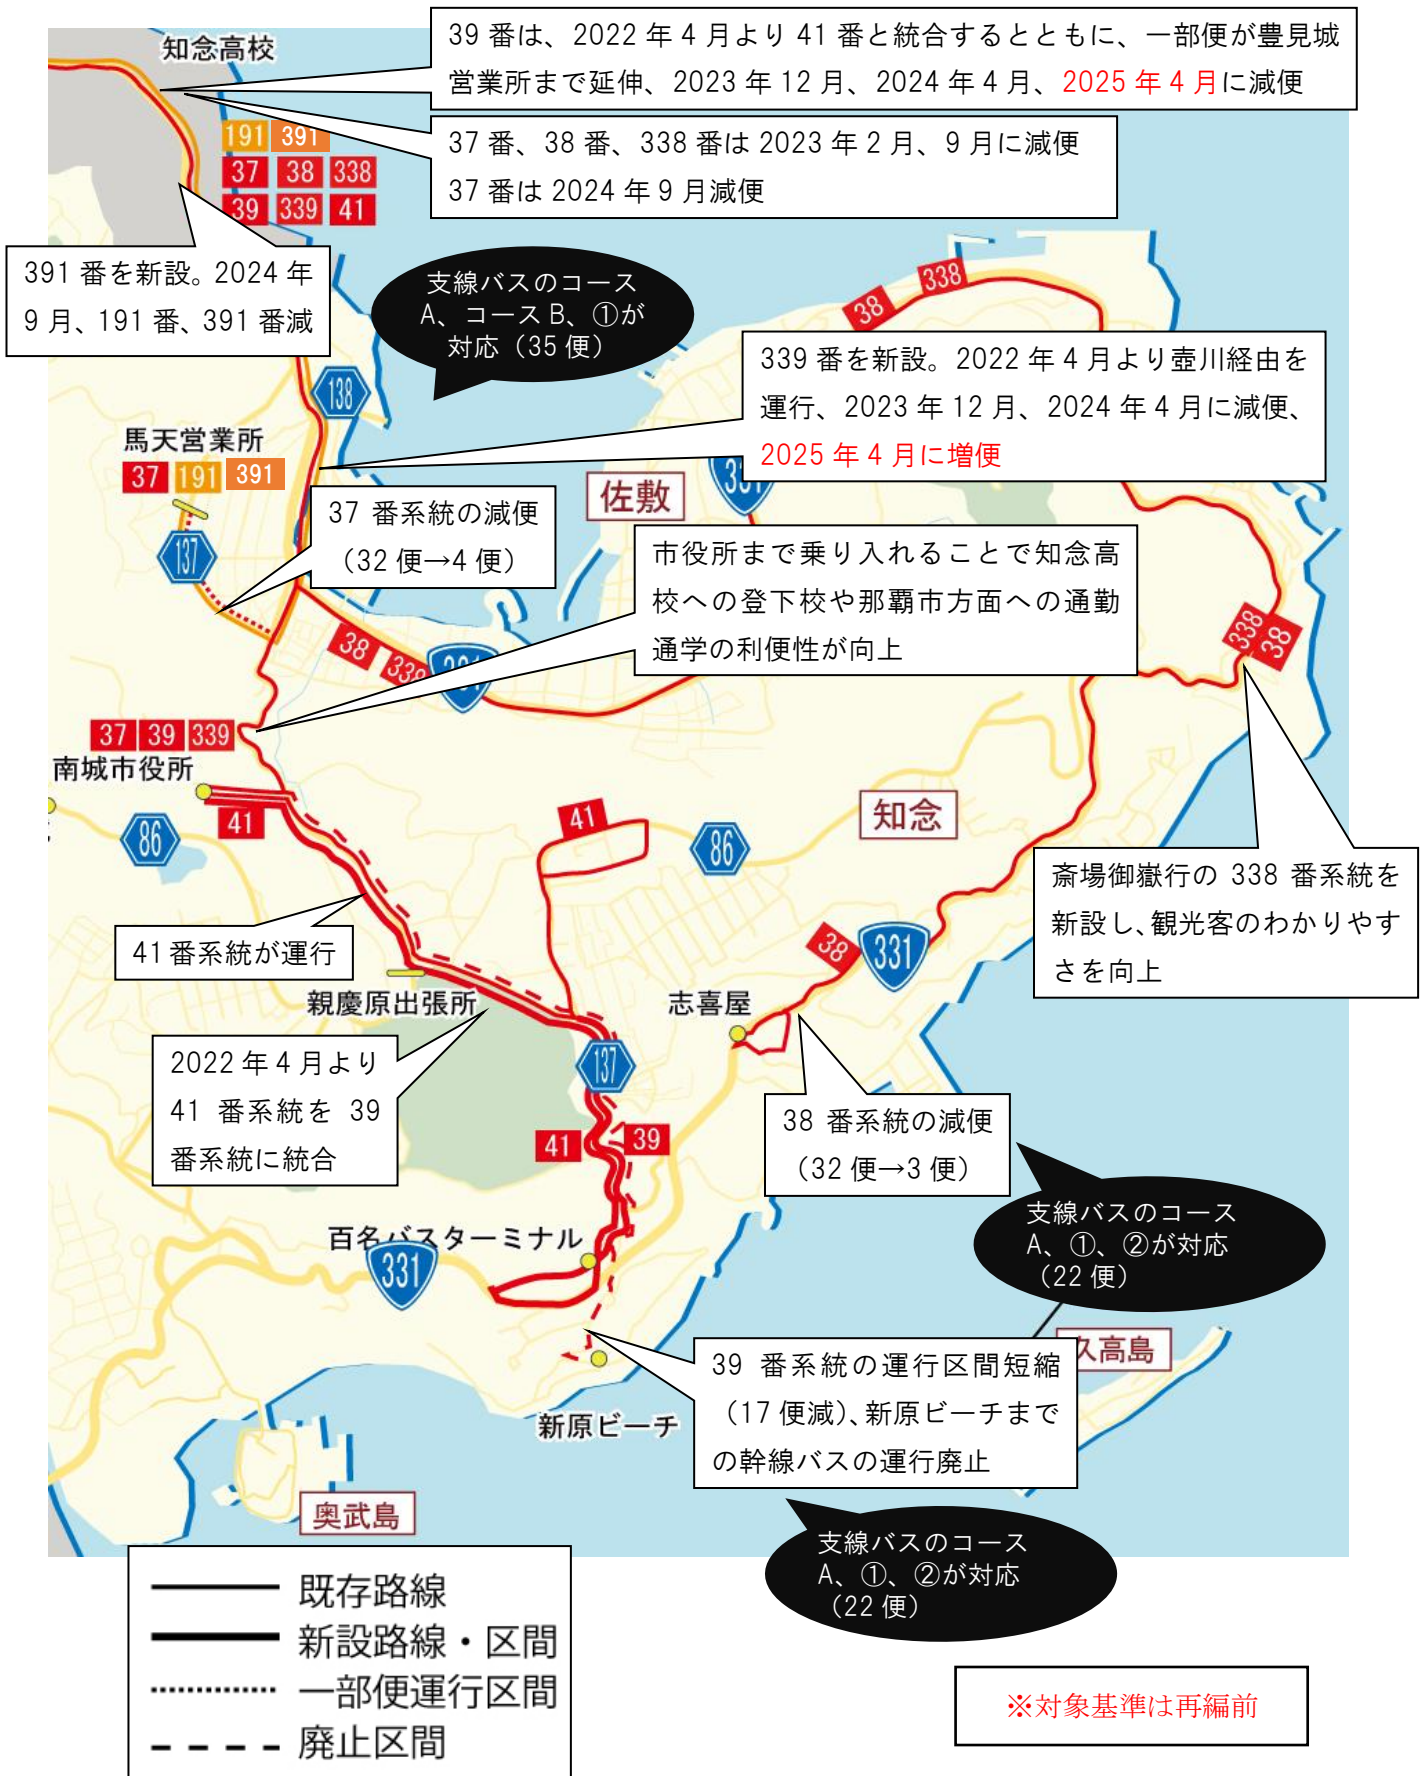 知念高校
39 番は、2022 年 4 月より 41 番と統合するとともに、一部便が豊見城
営業所まで延伸、2023 年 12 月、2024 年 4 月、2025 年 4 月に減便
191 391
37 38 338
39 339 41
37 番、38 番、338 番は 2023 年 2 月、9 月に減便
37 番は 2024 年 9 月減便
391 番を新設。2024 年
9 月、191 番、391 番減
支線バスのコース
A、コース B、①が
対応（35 便）
38
338
339 番を新設。2022 年 4 月より壺川経由を
運行、2023 年 12 月、2024 年 4 月に減便、
2025 年 4 月に増便
138
馬天営業所
37 191 391
331
佐敷
37 番系統の減便
（32 便→4 便）
137
市役所まで乗り入れることで知念高
校への登下校や那覇市方面への通勤
通学の利便性が向上
38
338
331
338
38
37 39 339
南城市役所
41
86
41
86
知念
斎場御嶽行の 338 番系統を
新設し、観光客のわかりやす
さを向上
41 番系統が運行
38
331
親慶原出張所
志喜屋
2022 年 4 月より
41 番系統を 39
番系統に統合
137
41
39
38 番系統の減便
（32 便→3 便）
支線バスのコース
A、①、②が対応
（22 便）
百名バスターミナル
331
39 番系統の運行区間短縮
（17 便減）、新原ビーチまで
の幹線バスの運行廃止
久高島
新原ビーチ
奥武島
支線バスのコース
A、①、②が対応
（22 便）
既存路線
新設路線・区間
一部便運行区間
廃止区間
※対象基準は再編前